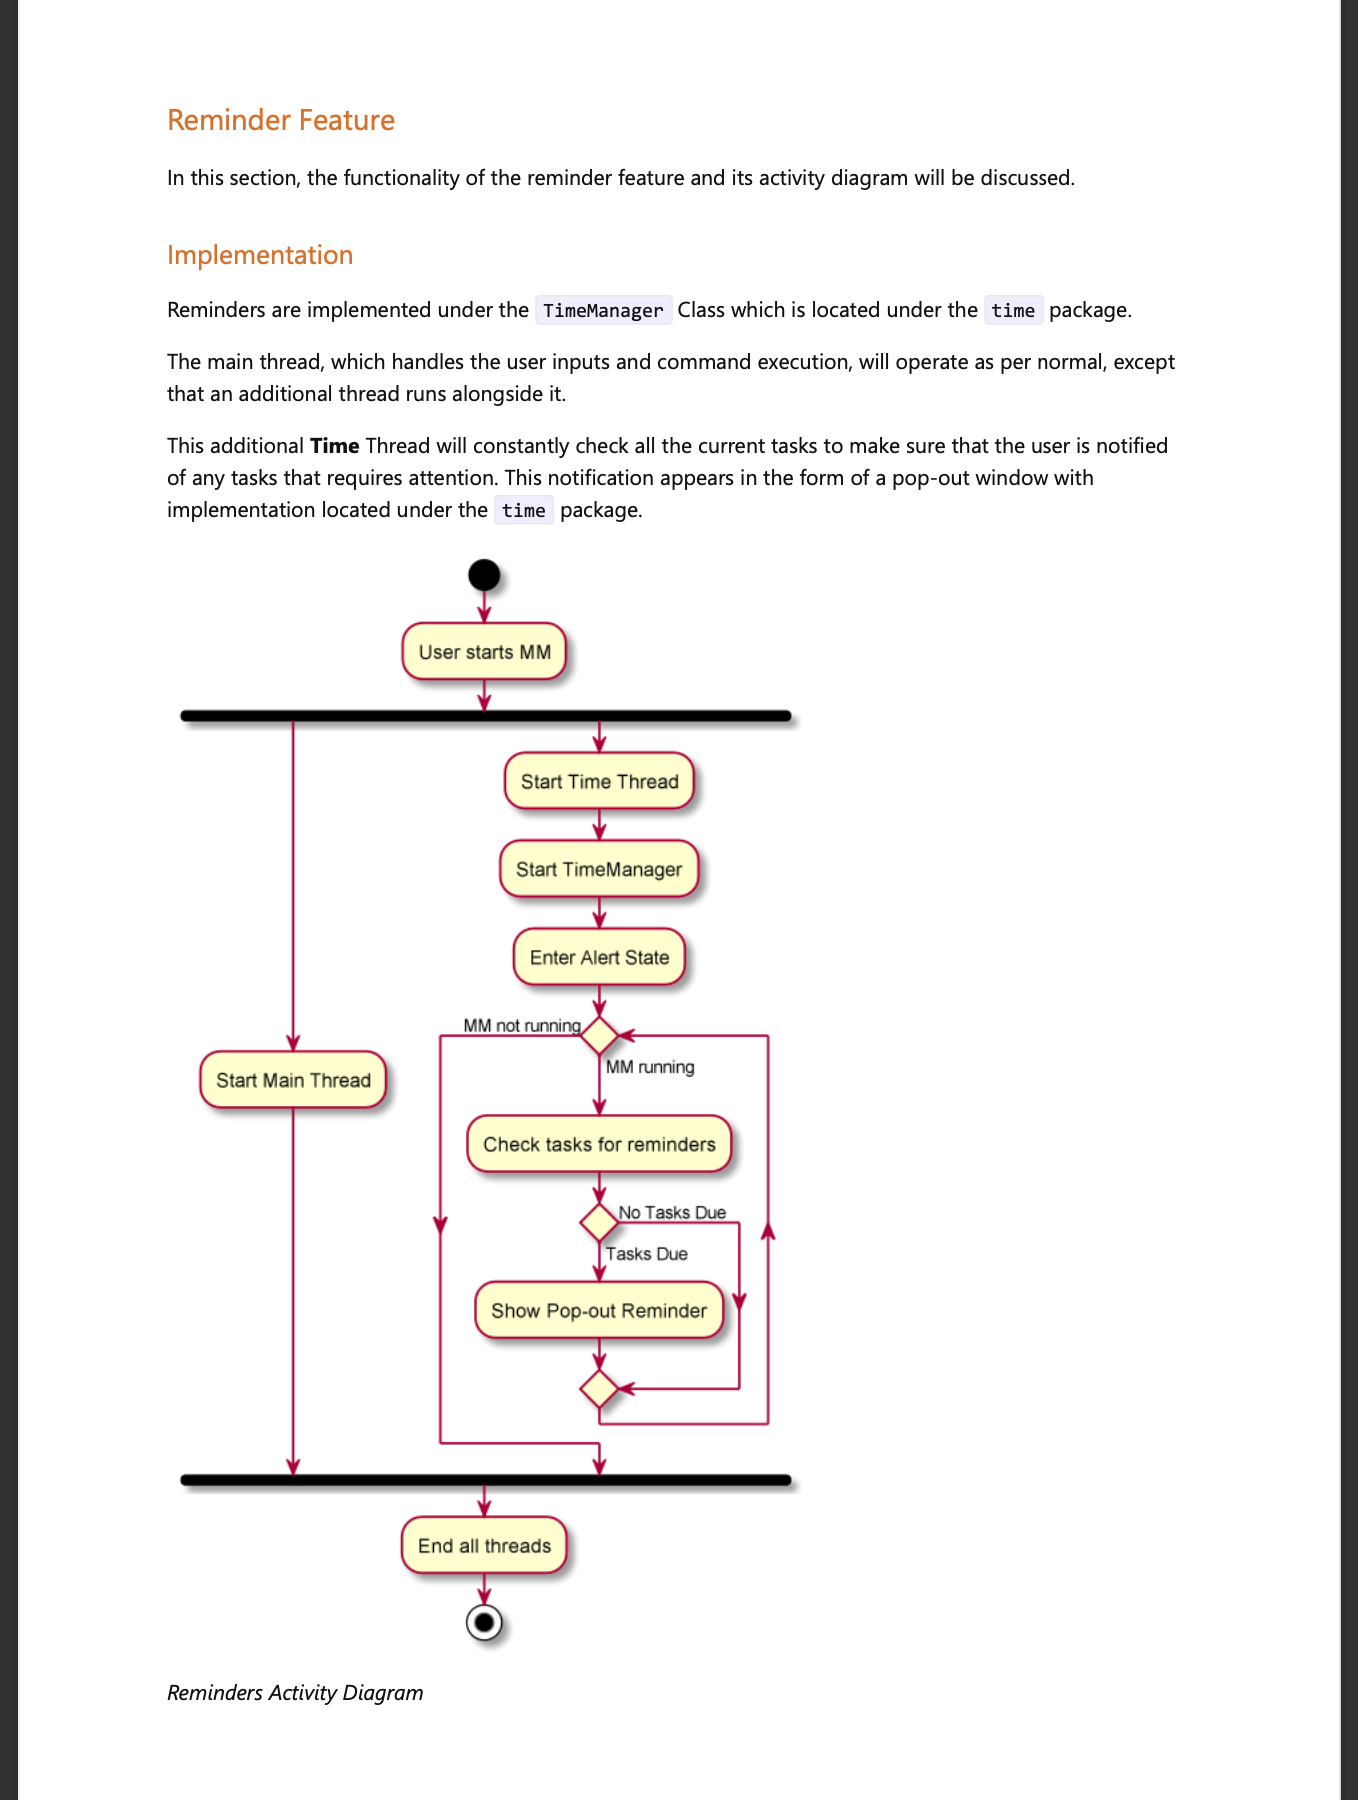 Reminder Feature
In this section, the functionality of the reminder feature and its activity diagram will be discussed.
Implementation
Reminders are implemented under the TimeManager Class which is located under the time package.
The main thread, which handles the user inputs and command execution, will operate as per normal, except
that an additional thread runs alongside it.
This additional Time Thread will constantly check all the current tasks to make sure that the user is notified
of any tasks that requires attention. This notification appears in the form of a pop-out window with
implementation located under the time package.
User starts MM
Start Time Thread
Start TimeManager
Enter Alert State
MM not running
MM running
Start Main Thread
Check tasks for reminders
No Tasks Due
Tasks Due
Show Pop-out Reminder
End all threads
Reminders Activity Diagram